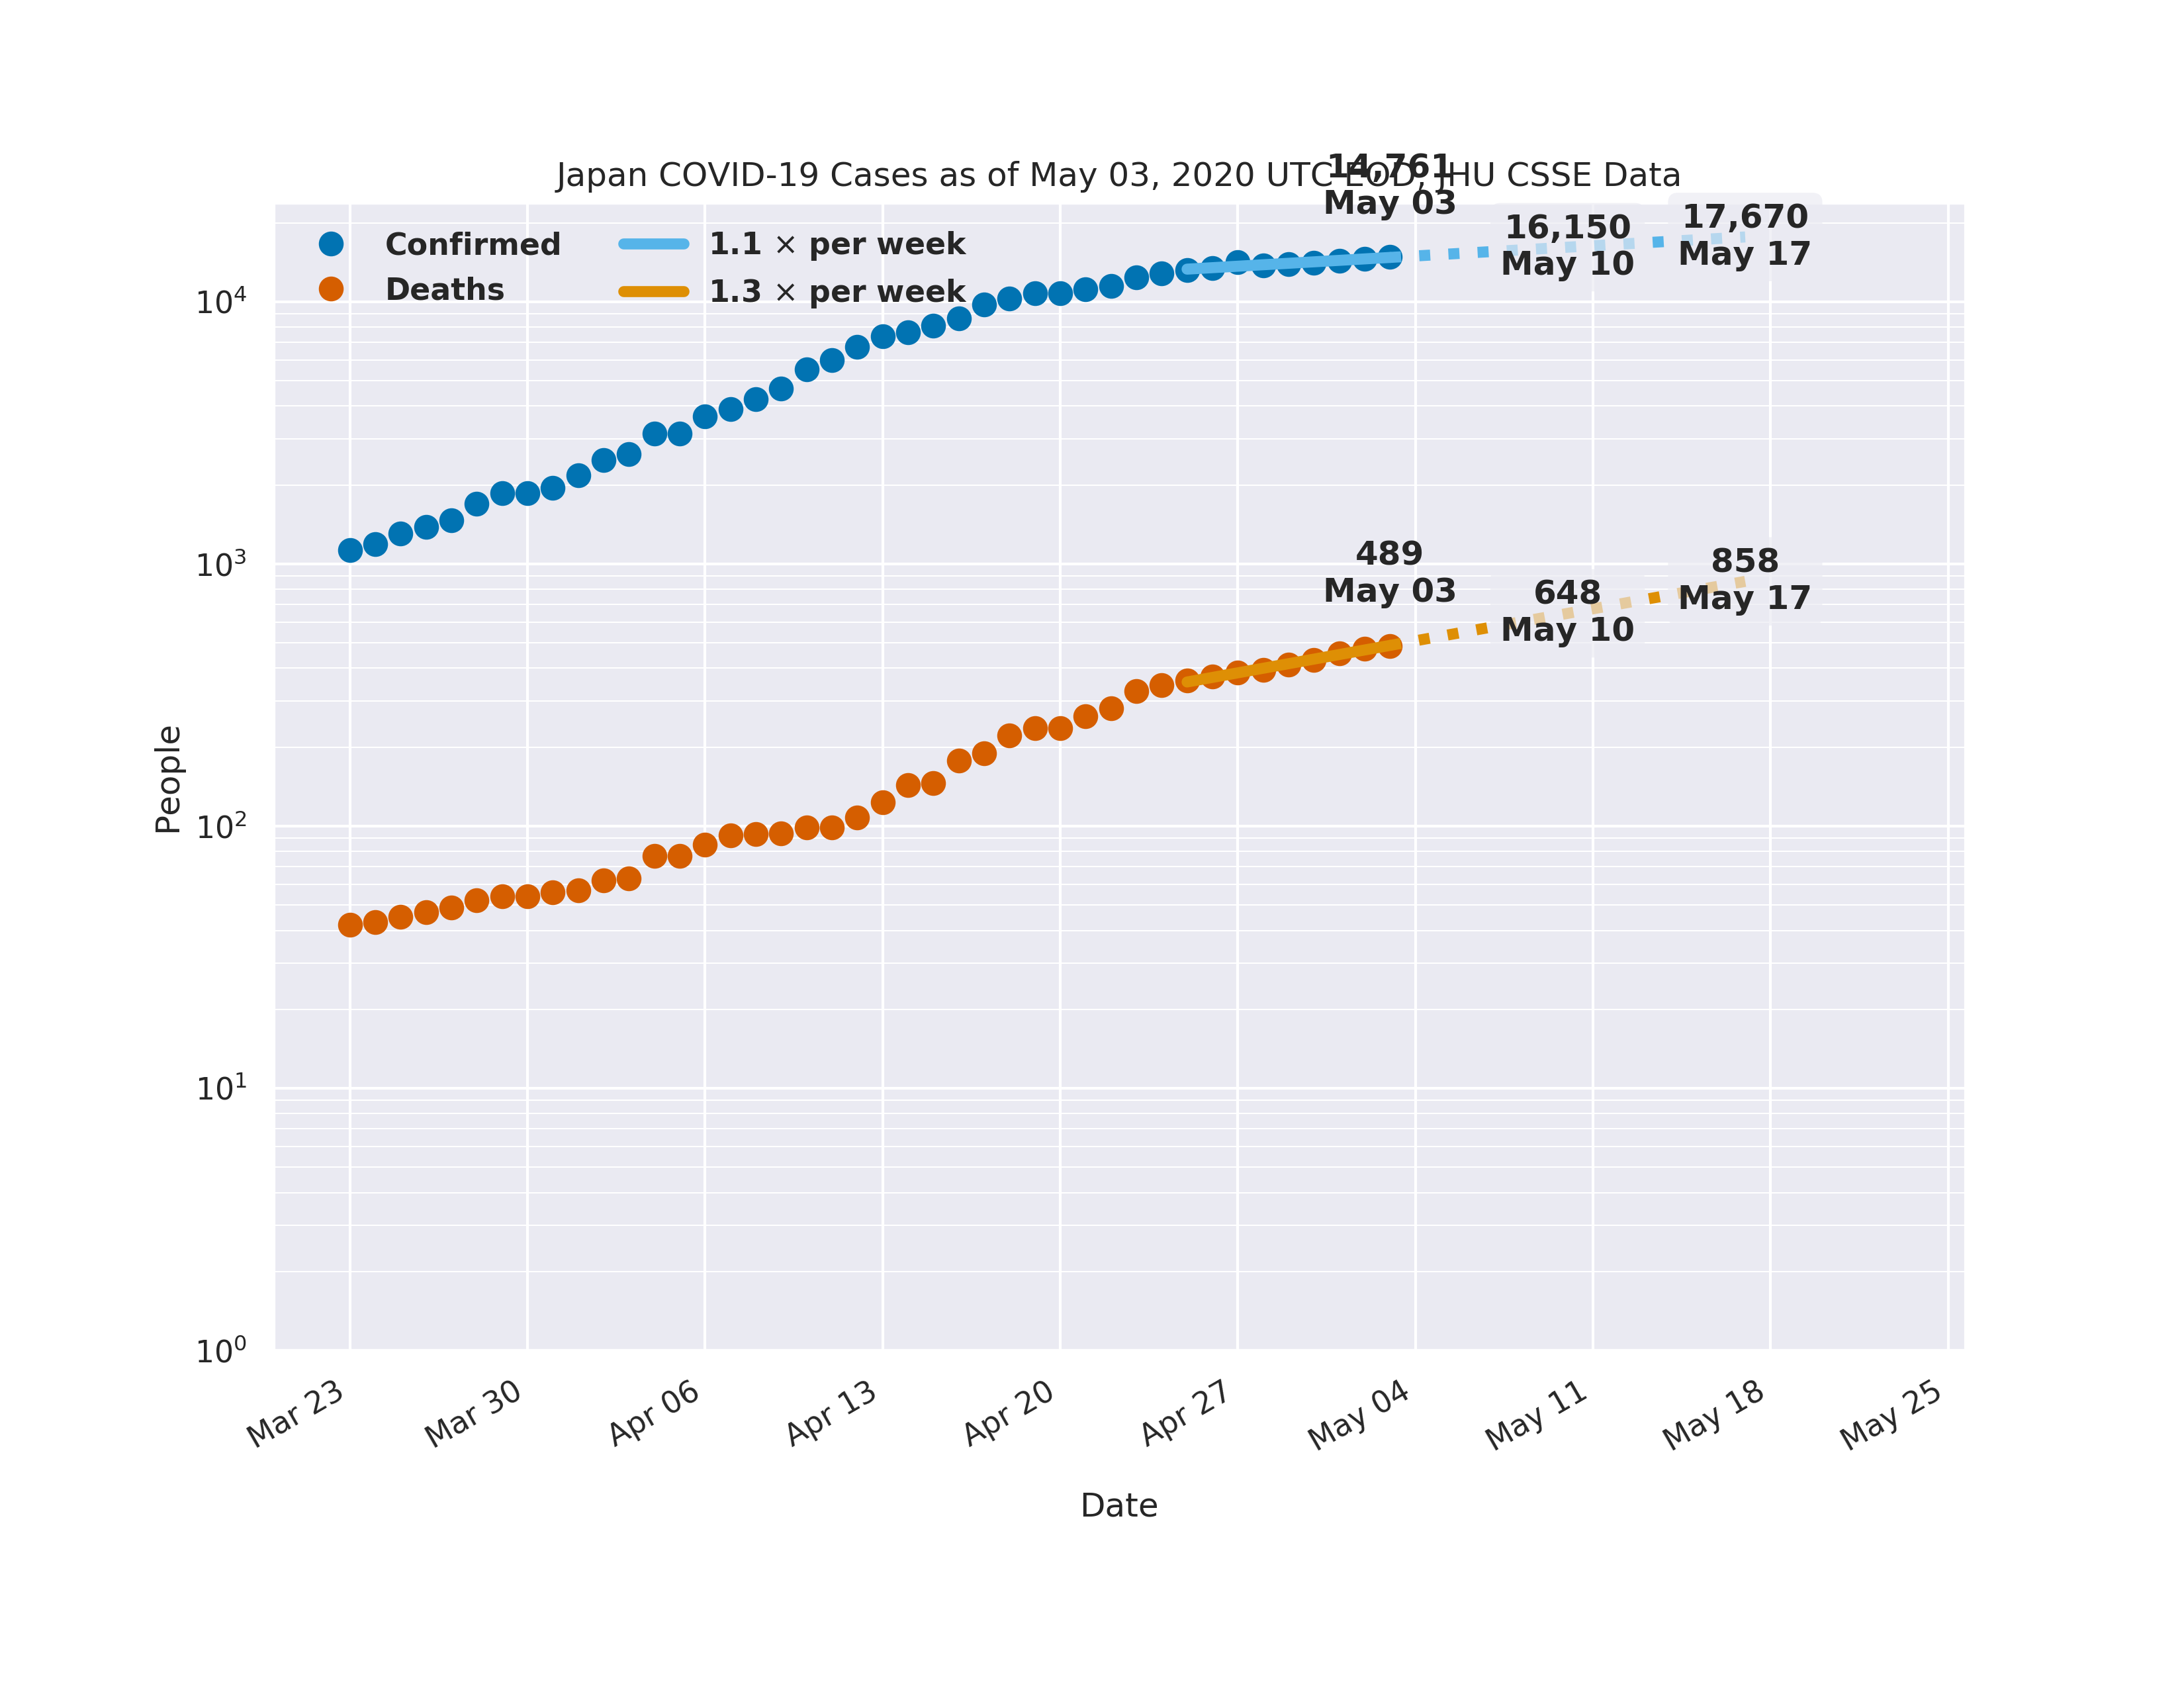 Japan COVID-19 Cases as of May 03, 2020 UTC EOD, JHU CSSE Data
14,761
May 03
16,150
May 10
17,670
May 17
Confirmed
Deaths
1.1 × per week
1.3 × per week
489
May 03
648
May 10
858
May 17
People
10⁴
10³
10²
10¹
10⁰
Mar 23
Mar 30
Apr 06
Apr 13
Apr 20
Apr 27
May 04
May 11
May 18
May 25
Date